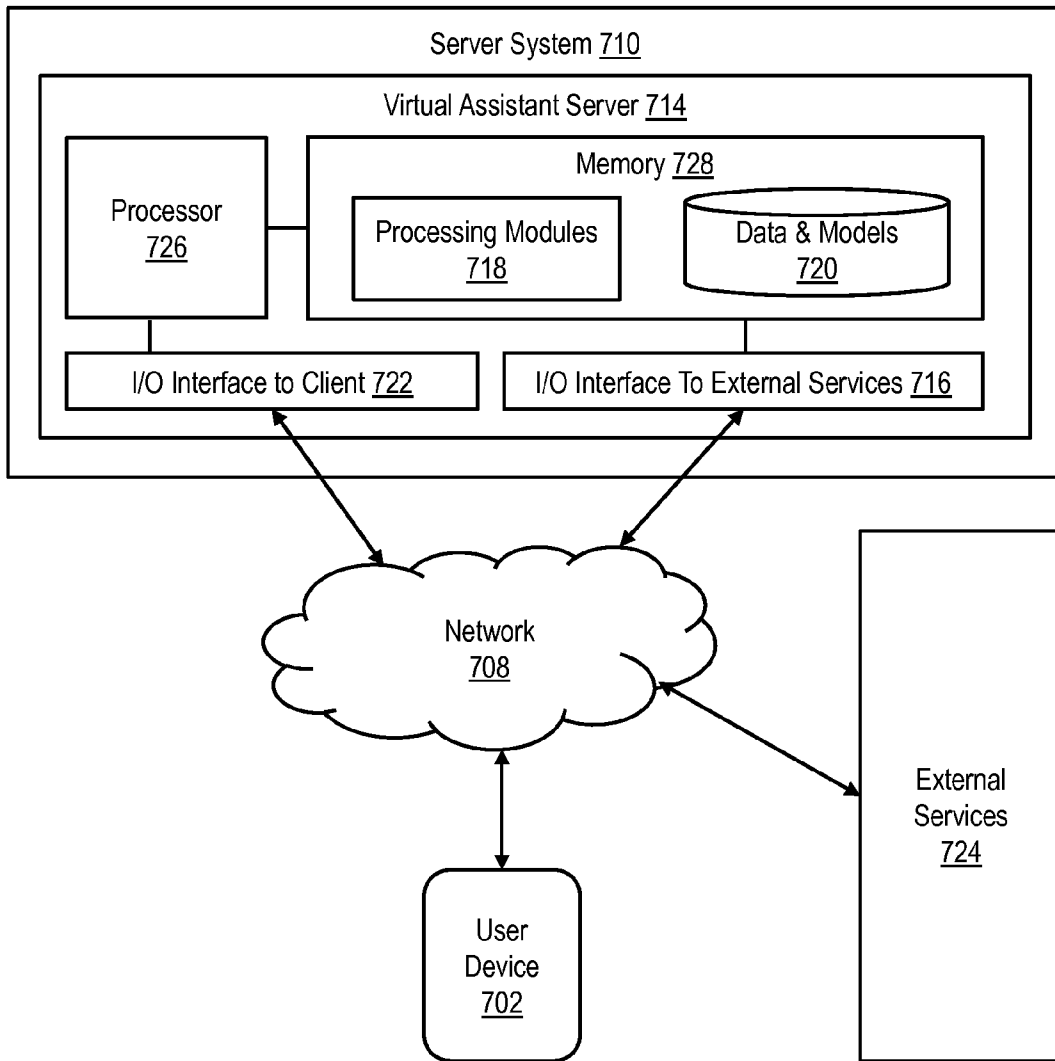 Server System 710
Virtual Assistant Server 714
Memory 728
Processor
726
Processing Modules
718
Data & Models
720
I/O Interface to Client 722
I/O Interface To External Services 716
Network
708
External
Services
724
User
Device
702